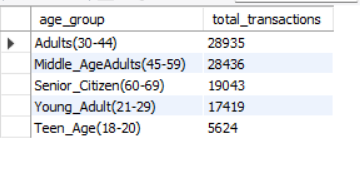 age_group total_transactions
Adults(30-44) 28935
Middle_AgeAdults(45-59) 28436
Senior_Citizen(60-69) 19043
Young_Adult(21-29) 17419
Teen_Age(18-20) 5624